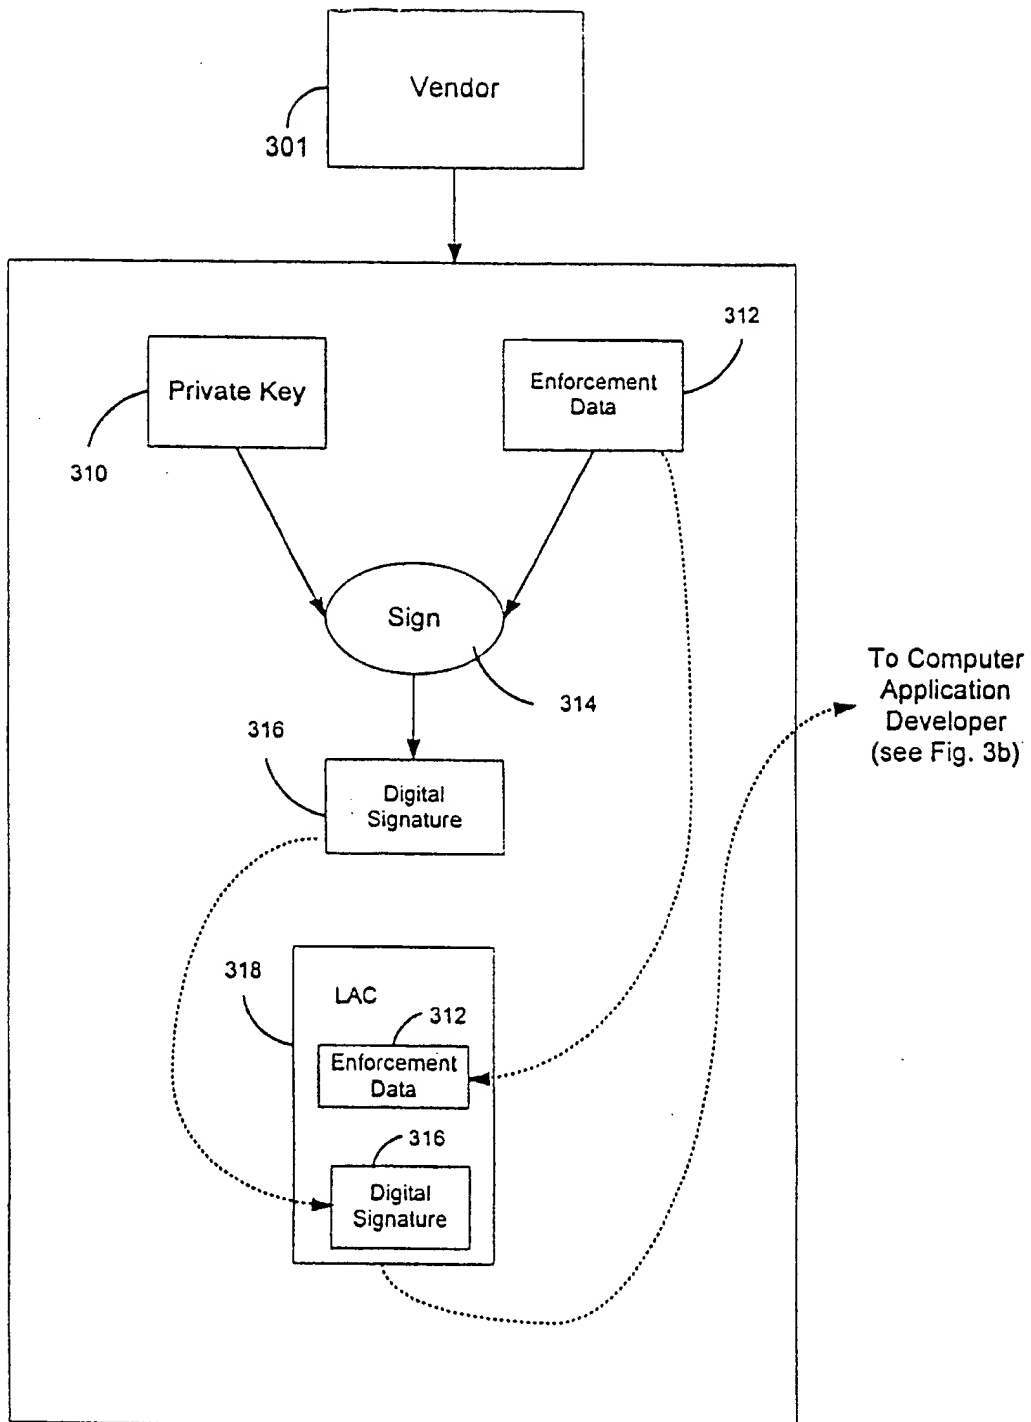 Vendor
301
312
Private Key
Enforcement
Data
310
Sign
314
To Computer
Application
Developer
(see Fig. 3b)
316
Digital
Signature
318
LAC
312
Enforcement
Data
316
Digital
Signature